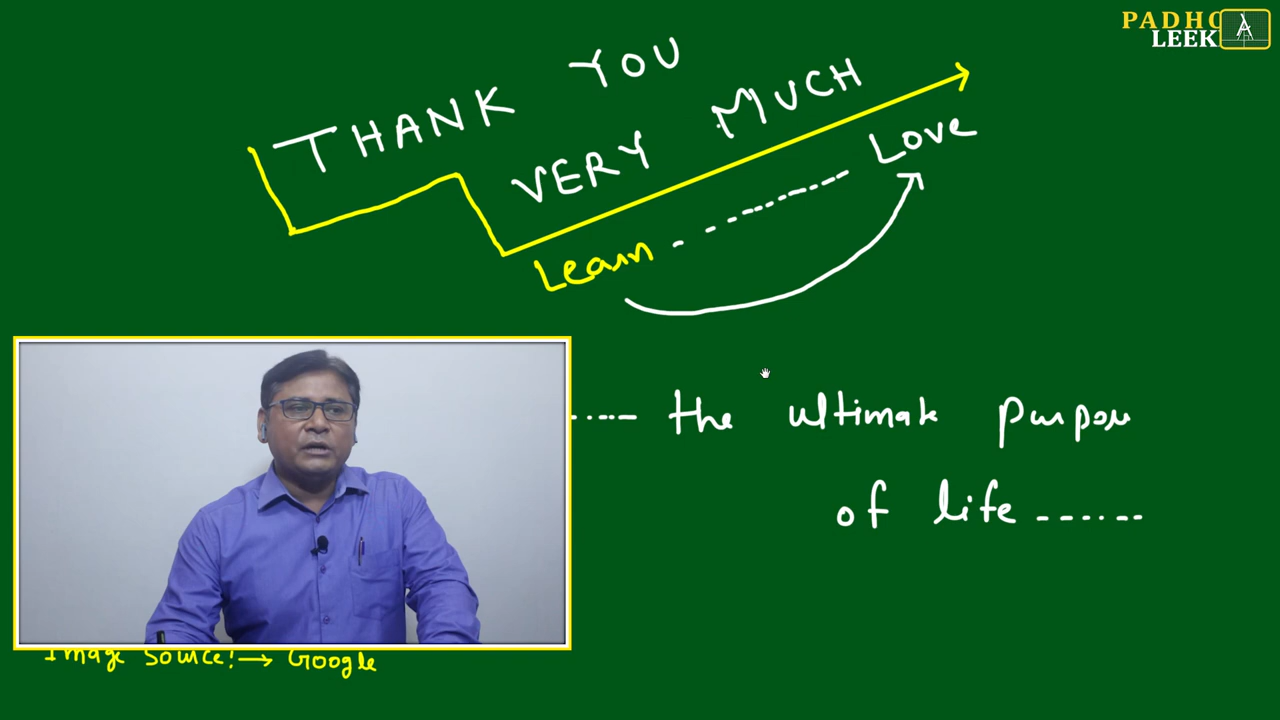 PADHO
LEEK
THANK YOU
VERY MUCH
Learn - - - - - - - - - Love
------ the ultimate purpose
of life ------
Image Source:→ Google